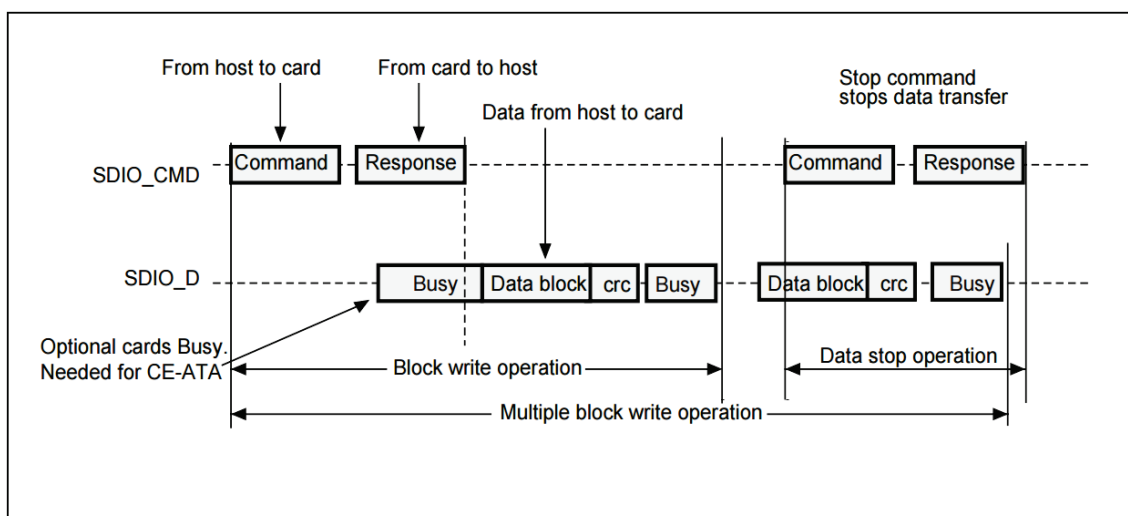 From host to card
From card to host
Data from host to card
Stop command
stops data transfer
SDIO_CMD
Command
Response
Command
Response
SDIO_D
Busy
Data block
crc
Busy
Data block
crc
Busy
Optional cards Busy.
Needed for CE-ATA
Block write operation
Data stop operation
Multiple block write operation